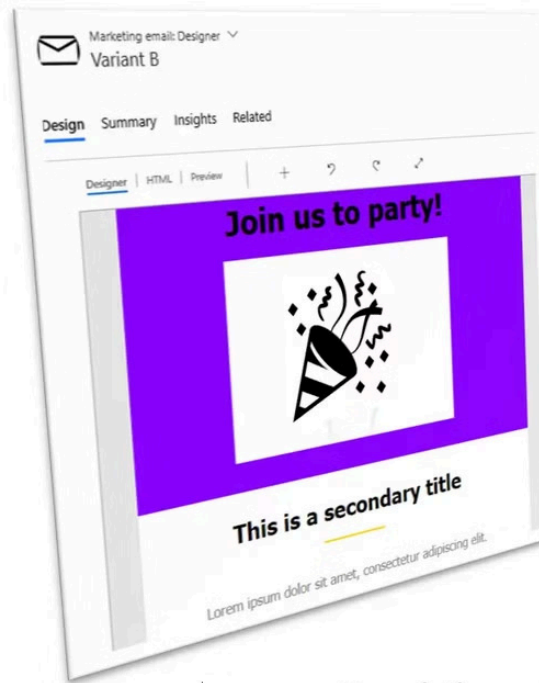 Marketing email: Designer
Variant B
Design Summary Insights Related
Designer | HTML | Preview
Join us to party!
This is a secondary title
Lorem ipsum dolor sit amet, consectetur adipiscing elit.